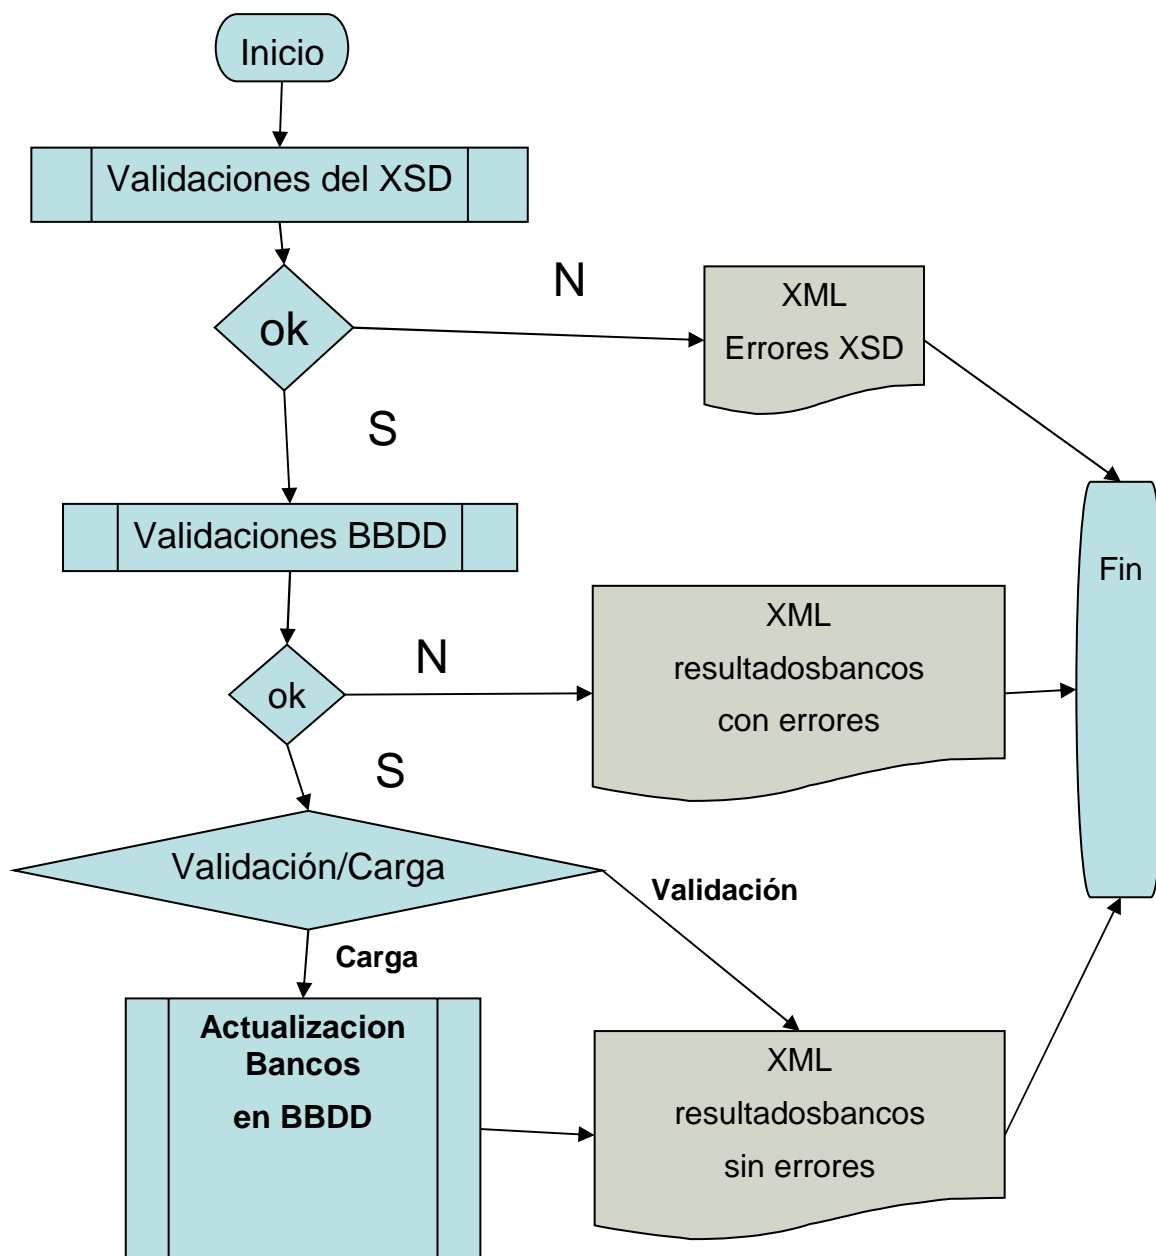 Inicio
Validaciones del XSD
ok
N
XML
Errores XSD
S
Validaciones BBDD
Fin
ok
N
XML
resultadosbancos
con errores
S
Validación/Carga
Validación
Carga
Actualizacion
Bancos
en BBDD
XML
resultadosbancos
sin errores